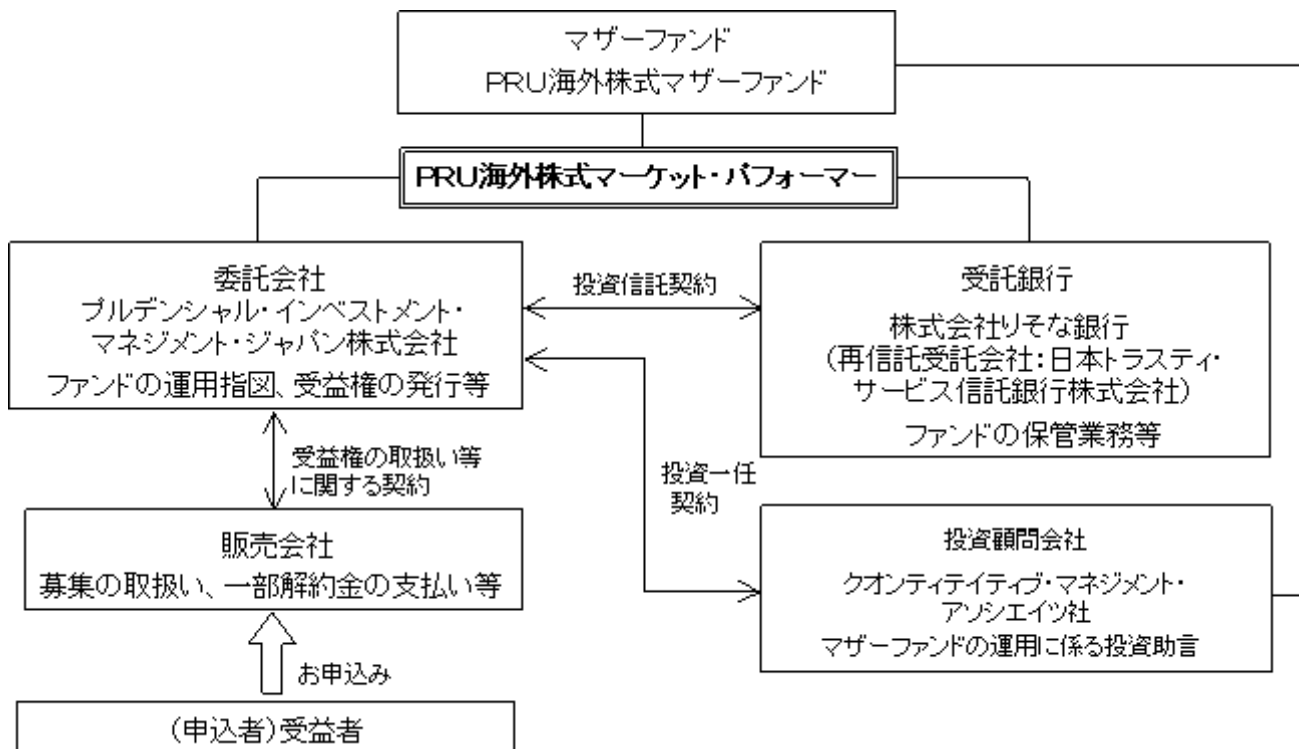 マザーファンド
PRU海外株式マザーファンド
PRU海外株式マーケット・パフォーマー
委託会社
プルデンシャル・インベストメント・
マネジメント・ジャパン株式会社
ファンドの運用指図、受益権の発行等
投資信託契約
受託銀行
株式会社りそな銀行
(再信託受託会社:日本トラスティ・
サービス信託銀行株式会社)
ファンドの保管業務等
受益権の取扱い等
に関する契約
投資一任
契約
販売会社
募集の取扱い、一部解約金の支払い等
投資顧問会社
クオンティテイティブ・マネジメント・
アソシエイツ社
マザーファンドの運用に係る投資助言
お申込み
(申込者)受益者